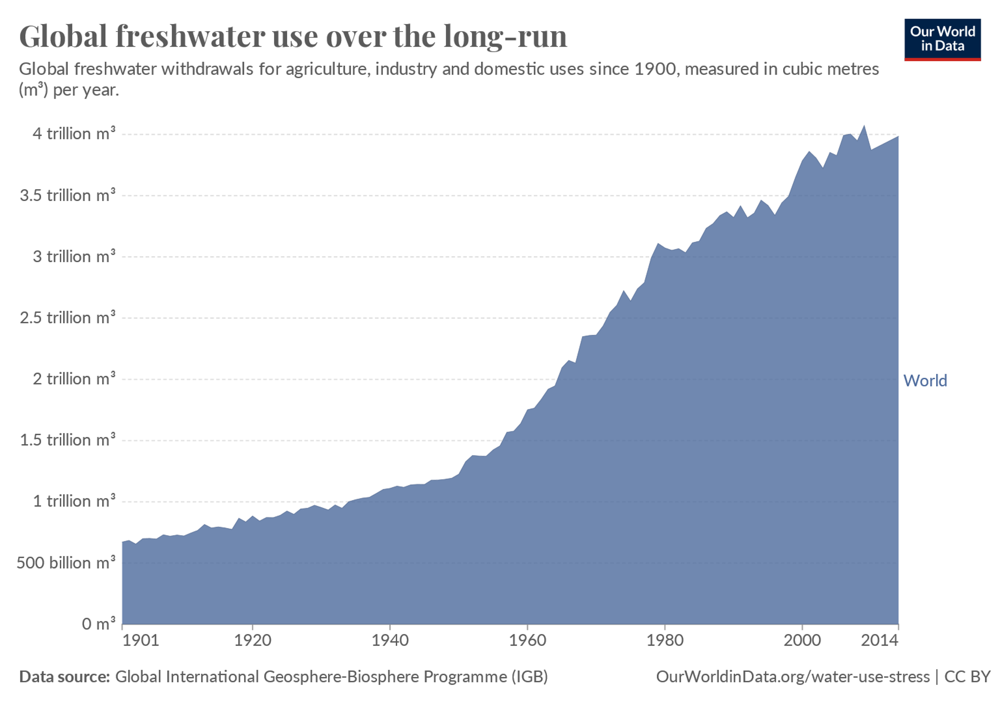 Global freshwater use over the long-run
Our World
in Data
Global freshwater withdrawals for agriculture, industry and domestic uses since 1900, measured in cubic metres
(m³) per year.
4 trillion m³
3.5 trillion m³
3 trillion m³
2.5 trillion m³
2 trillion m³
World
1.5 trillion m³
1 trillion m³
500 billion m³
0 m³
1901 1920 1940 1960 1980 2000 2014
Data source: Global International Geosphere-Biosphere Programme (IGB) OurWorldinData.org/water-use-stress | CC BY